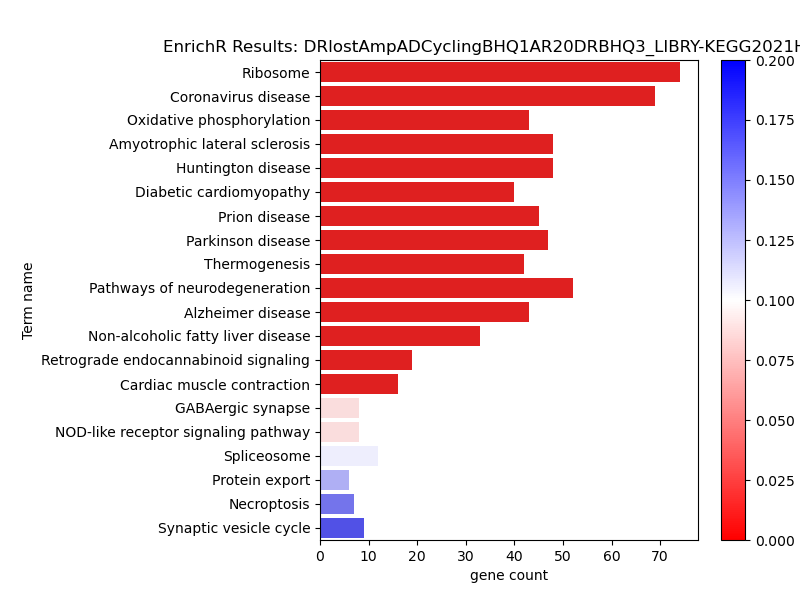 EnrichR Results: DRlostAmpADCyclingBHQ1AR20DRBHQ3_LIBRY-KEGG2021H
Term name
Ribosome
Coronavirus disease
Oxidative phosphorylation
Amyotrophic lateral sclerosis
Huntington disease
Diabetic cardiomyopathy
Prion disease
Parkinson disease
Thermogenesis
Pathways of neurodegeneration
Alzheimer disease
Non-alcoholic fatty liver disease
Retrograde endocannabinoid signaling
Cardiac muscle contraction
GABAergic synapse
NOD-like receptor signaling pathway
Spliceosome
Protein export
Necroptosis
Synaptic vesicle cycle
0 10 20 30 40 50 60 70
gene count
0.200
0.175
0.150
0.125
0.100
0.075
0.050
0.025
0.000